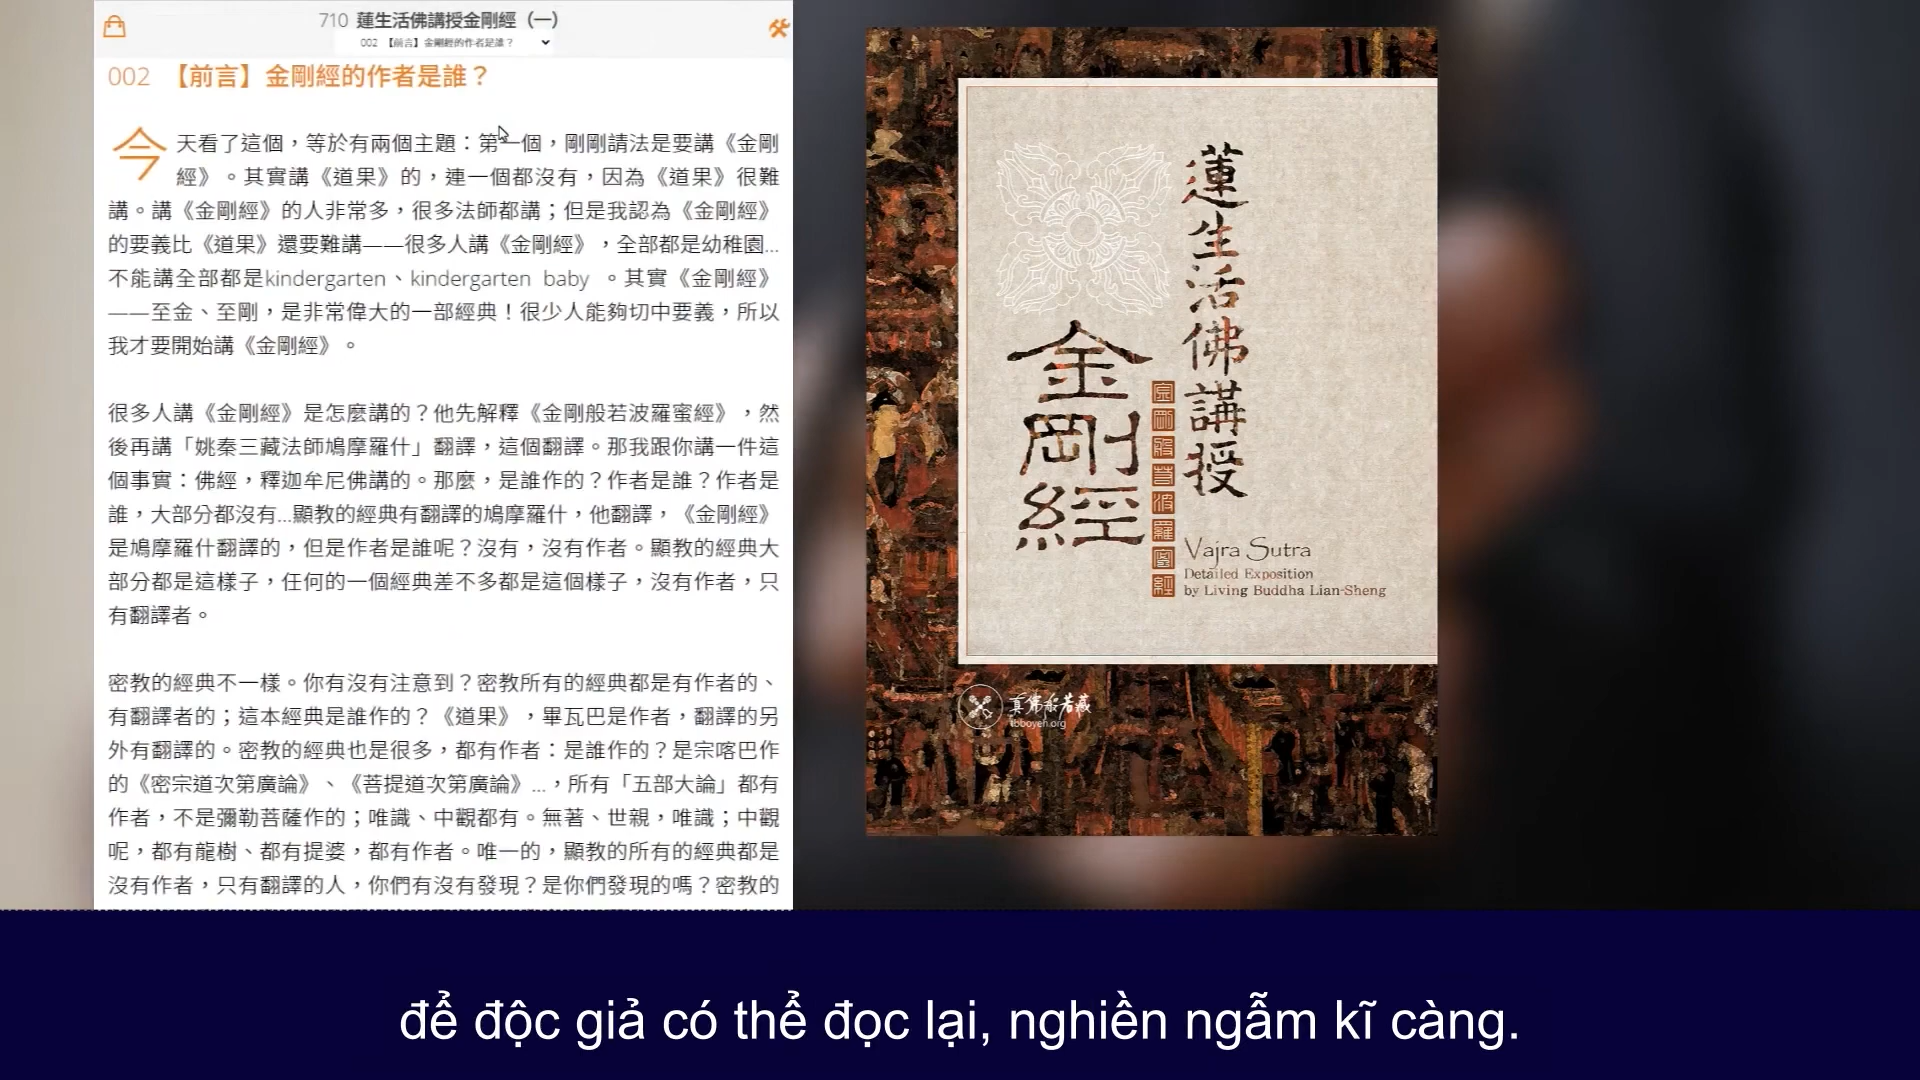 710 蓮生活佛講授金剛經（一）
002 【前言】金剛經的作者是誰？
002 【前言】金剛經的作者是誰？
今天看了這個，等於有兩個主題：第一個，剛剛請法是要講《金剛
經》。其實講《道果》的，連一個都沒有，因為《道果》很難
講。講《金剛經》的人非常多，很多法師都講；但是我認為《金剛經》
的要義比《道果》還要難講——很多人講《金剛經》，全部都是幼稚園...
不能講全部都是kindergarten、kindergarten baby 。其實《金剛經》
——至金、至剛，是非常偉大的一部經典！很少人能夠切中要義，所以
我才要開始講《金剛經》。
很多人講《金剛經》是怎麼講的？他先解釋《金剛般若波羅蜜經》，然
後再講「姚秦三藏法師鳩摩羅什」翻譯，這個翻譯。那我跟你講一件這
個事實：佛經，釋迦牟尼佛講的。那麼，是誰作的？作者是誰？作者是
誰，大部分都沒有...顯教的經典有翻譯的鳩摩羅什，他翻譯，《金剛經》
是鳩摩羅什翻譯的，但是作者是誰呢？沒有，沒有作者。顯教的經典大
部分都是這樣子，任何的一個經典差不多都是這個樣子，沒有作者，只
有翻譯者。
密教的經典不一樣。你有沒有注意到？密教所有的經典都是有作者的、
有翻譯者的；這本經典是誰作的？《道果》，畢瓦巴是作者，翻譯的另
外有翻譯的。密教的經典也是很多，都有作者：是誰作的？是宗喀巴作
的《密宗道次第廣論》、《菩提道次第廣論》...，所有「五部大論」都有
作者，不是彌勒菩薩作的；唯識、中觀都有。無著、世親，唯識；中觀
呢，都有龍樹、都有提婆，都有作者。唯一的，顯教的所有的經典都是
沒有作者，只有翻譯的人，你們有沒有發現？是你們發現的嗎？密教的
蓮生活佛講授
金剛經
金剛般若波羅蜜經
Vajra Sutra
Detailed Exposition
by Living Buddha Lian-Sheng
真佛般若藏
tbboyeh.org
để độc giả có thể đọc lại, nghiền ngẫm kĩ càng.